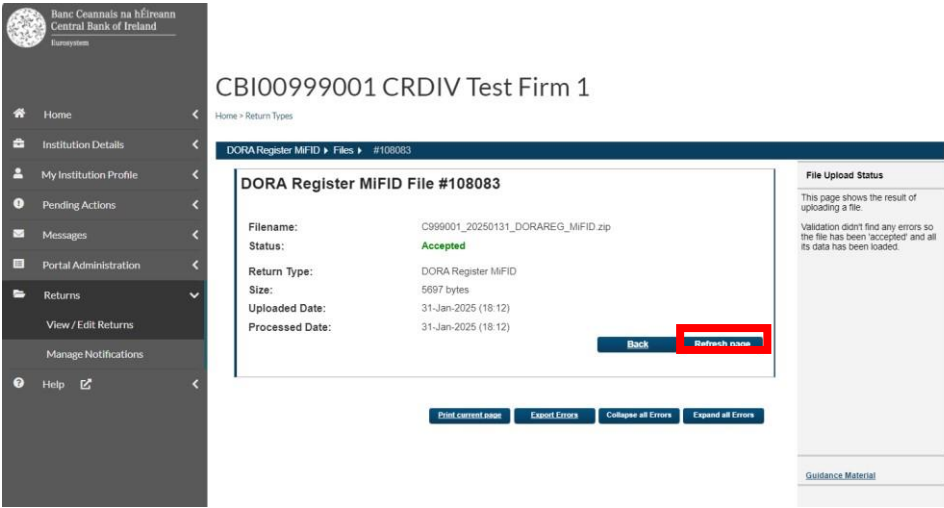 Banc Ceannais na hÉireann
Central Bank of Ireland
Eurosystem
CBI00999001 CRDIV Test Firm 1
Home > Return Types
Home
Institution Details
My Institution Profile
Pending Actions
Messages
Portal Administration
Returns
View / Edit Returns
Manage Notifications
Help
DORA Register MiFID Files #108083
DORA Register MiFID File #108083
Filename: C999001_20250131_DORAREG_MiFID.zip
Status: Accepted
Return Type: DORA Register MiFID
Size: 5697 bytes
Uploaded Date: 31-Jan-2025 (18:12)
Processed Date: 31-Jan-2025 (18:12)
Back Refresh page
Print current page Export Errors Collapse all Errors Expand all Errors
File Upload Status
This page shows the result of
uploading a file.
Validation didn't find any errors so
the file has been 'accepted' and all
its data has been loaded.
Guidance Material